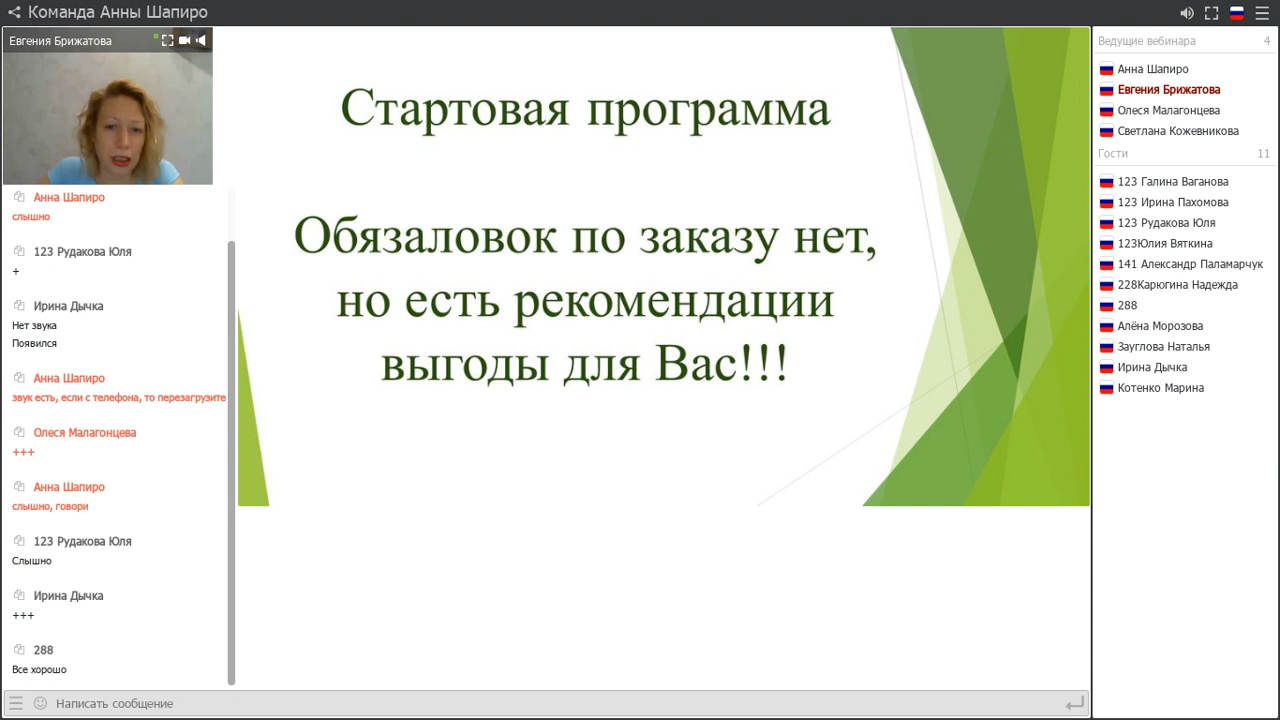 Команда Анны Шапиро
Евгения Брижатова
Анна Шапиро
слышно
123 Рудакова Юля
+
Ирина Дычка
Нет звука
Появился
Анна Шапиро
звук есть, если с телефона, то перезагрузите
Олеся Малагонцева
+++
Анна Шапиро
слышно, говори
123 Рудакова Юля
Слышно
Ирина Дычка
+++
288
Все хорошо
Написать сообщение
Стартовая программа
Обязаловок по заказу нет,
но есть рекомендации
выгоды для Вас!!!
Ведущие вебинара 4
Анна Шапиро
Евгения Брижатова
Олеся Малагонцева
Светлана Кожевникова
Гости 11
123 Галина Ваганова
123 Ирина Пахомова
123 Рудакова Юля
123Юлия Вяткина
141 Александр Паламарчук
228Карюгина Надежда
288
Алёна Морозова
Зауглова Наталья
Ирина Дычка
Котенко Марина